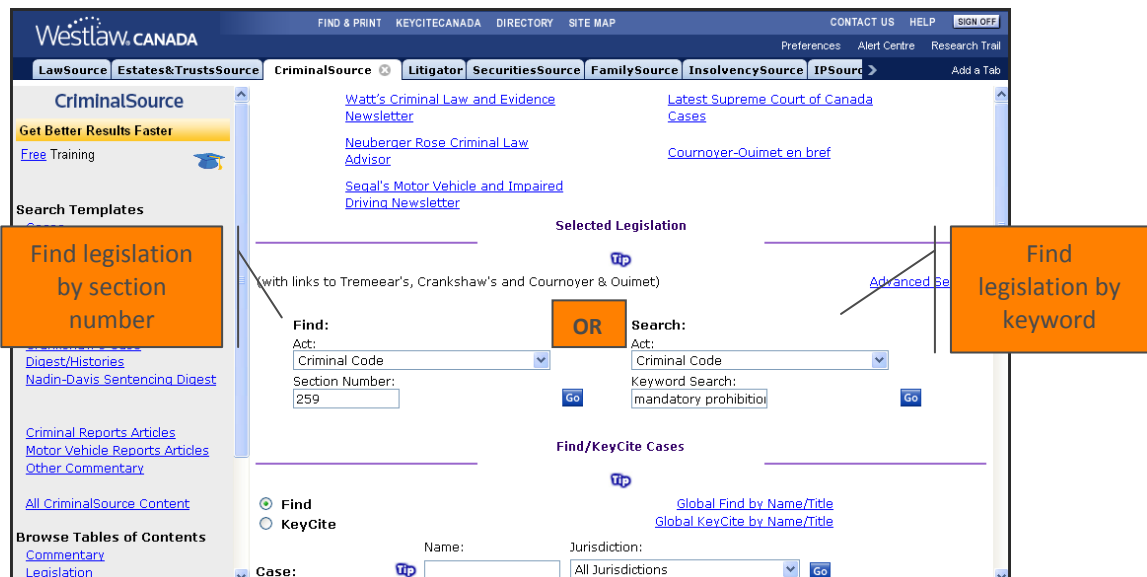 Westlaw. CANADA
FIND & PRINT KEYCITECANADA DIRECTORY SITE MAP
CONTACT US HELP SIGN OFF
Preferences Alert Centre Research Trail
LawSource Estates&TrustsSource CriminalSource Litigator SecuritiesSource FamilySource InsolvencySource IPSourc
Add a Tab
CriminalSource
Get Better Results Faster
Free Training
Search Templates
Find legislation
by section
number
Digest/Histories
Nadin-Davis Sentencing Digest
Criminal Reports Articles
Motor Vehicle Reports Articles
Other Commentary
All CriminalSource Content
Browse Tables of Contents
Commentary
Legislation
Watt's Criminal Law and Evidence
Newsletter
Neuberger Rose Criminal Law
Advisor
Segal's Motor Vehicle and Impaired
Driving Newsletter
Latest Supreme Court of Canada
Cases
Cournoyer-Ouimet en bref
Selected Legislation
Tip
(with links to Tremeear's, Crankshaw's and Cournoyer & Ouimet)
Advanced Se
Find:
Act:
Criminal Code
Section Number:
259
Go
OR
Search:
Act:
Criminal Code
Keyword Search:
mandatory prohibition
Go
Find
legislation by
keyword
Find/KeyCite Cases
Tip
Find
KeyCite
Global Find by Name/Title
Global KeyCite by Name/Title
Name:
Jurisdiction:
Case:
Tip
All Jurisdictions
Go